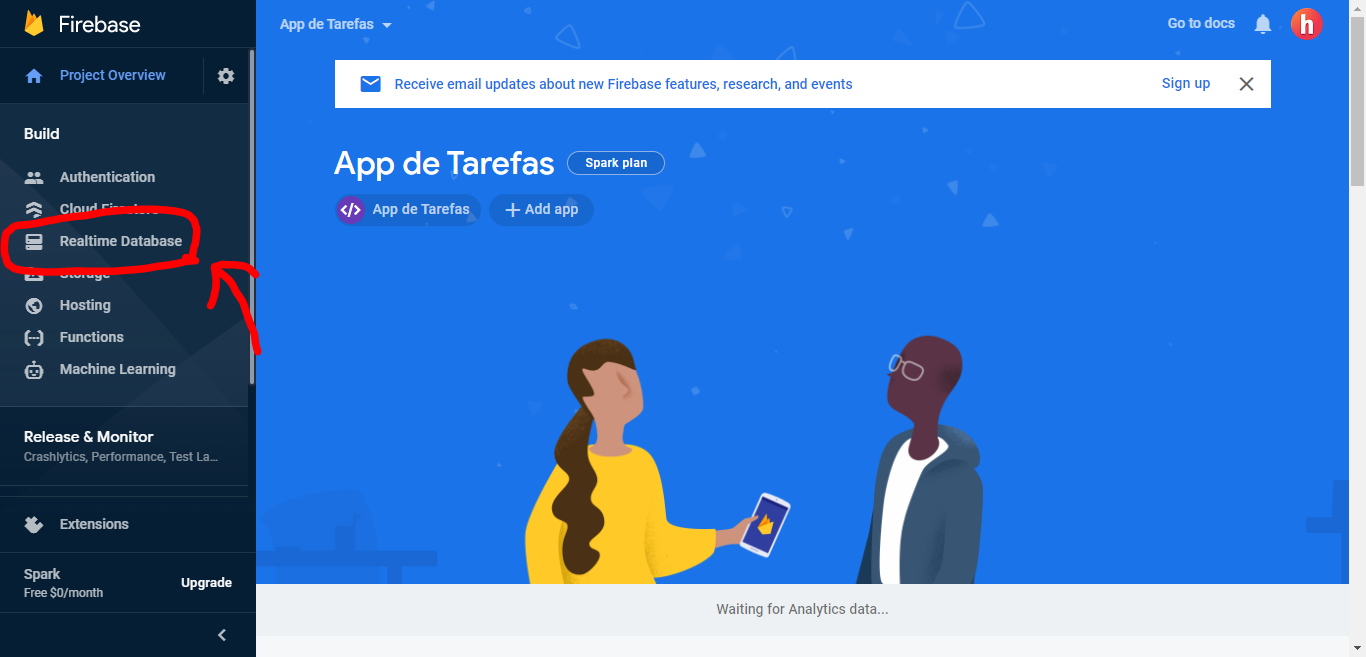 Firebase
Project Overview
Build
Authentication
Cloud Firestore
Realtime Database
Storage
Hosting
Functions
Machine Learning
Release & Monitor
Crashlytics, Performance, Test La...
Extensions
Spark
Free $0/month
Upgrade
App de Tarefas
Go to docs
h
Receive email updates about new Firebase features, research, and events
Sign up
App de Tarefas
Spark plan
App de Tarefas
Add app
Waiting for Analytics data...